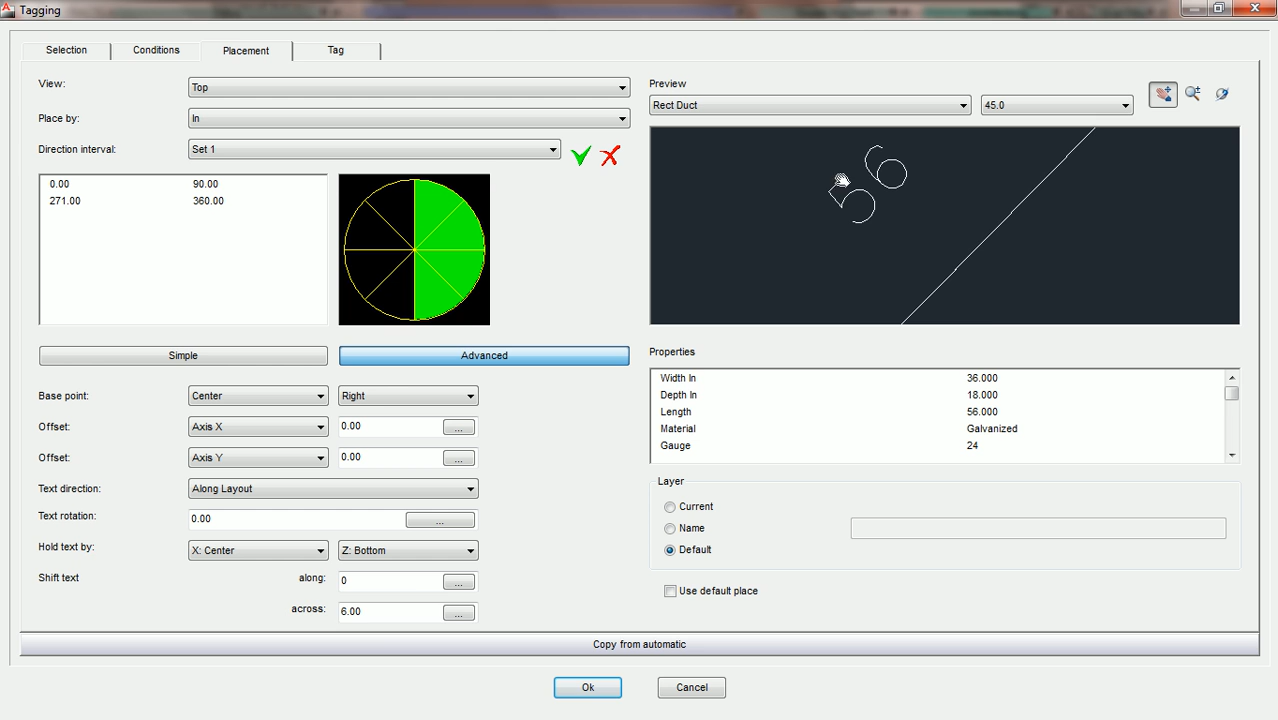 Tagging
Selection Conditions Placement Tag
View: Top
Place by: In
Direction interval: Set 1
0.00 90.00
271.00 360.00
Simple Advanced
Base point: Center Right
Offset: Axis X 0.00 ...
Offset: Axis Y 0.00 ...
Text direction: Along Layout
Text rotation: 0.00 ...
Hold text by: X: Center Z: Bottom
Shift text along: 0 ...
across: 6.00 ...
Preview
Rect Duct 45.0
56
Properties
Width In 36.000
Depth In 18.000
Length 56.000
Material Galvanized
Gauge 24
Layer
Current
Name
Default
Use default place
Copy from automatic
Ok Cancel